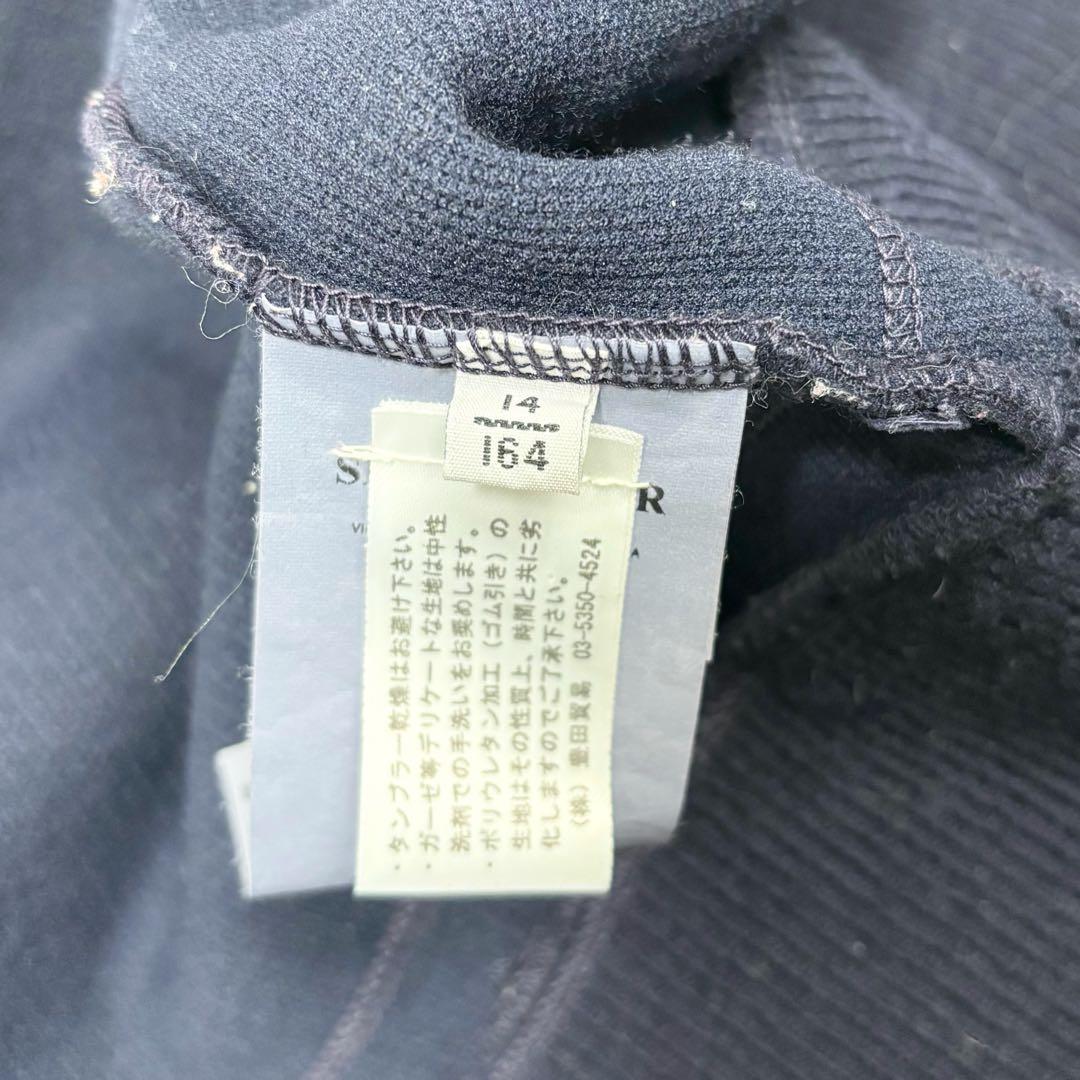 ・タンブラー乾燥はお避け下さい。
・ガーゼ等デリケートな生地は中性
洗剤での手洗いをお奨めします。
・ポリウレタン加工（ゴム引き）の
生地はその性質上、時間と共に劣
化しますのでご了承下さい。
（株）豊田貿易 03-5350-4524